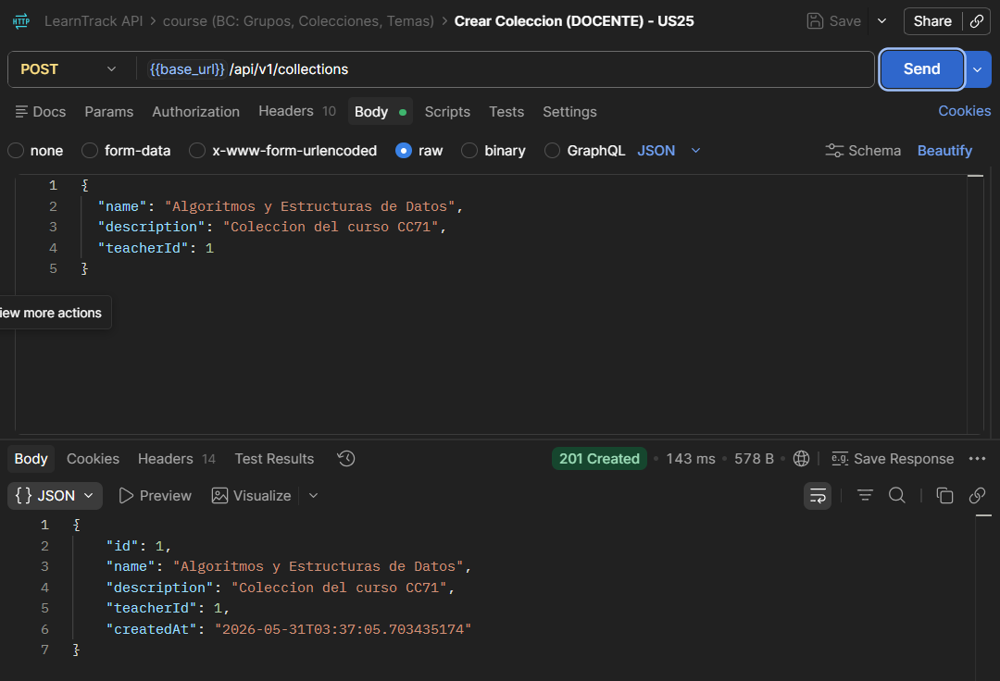 HTTP LearnTrack API > course (BC: Grupos, Colecciones, Temas) > Crear Coleccion (DOCENTE) - US25 Save Share
POST {{base_url}} /api/v1/collections Send
Docs Params Authorization Headers 10 Body Scripts Tests Settings Cookies
none form-data x-www-form-urlencoded raw binary GraphQL JSON Schema Beautify
1 {
2 "name": "Algoritmos y Estructuras de Datos",
3 "description": "Coleccion del curso CC71",
4 "teacherId": 1
5 }
iew more actions
Body Cookies Headers 14 Test Results 201 Created • 143 ms • 578 B • e.g. Save Response
{} JSON Preview Visualize
1 {
2 "id": 1,
3 "name": "Algoritmos y Estructuras de Datos",
4 "description": "Coleccion del curso CC71",
5 "teacherId": 1,
6 "createdAt": "2026-05-31T03:37:05.703435174"
7 }